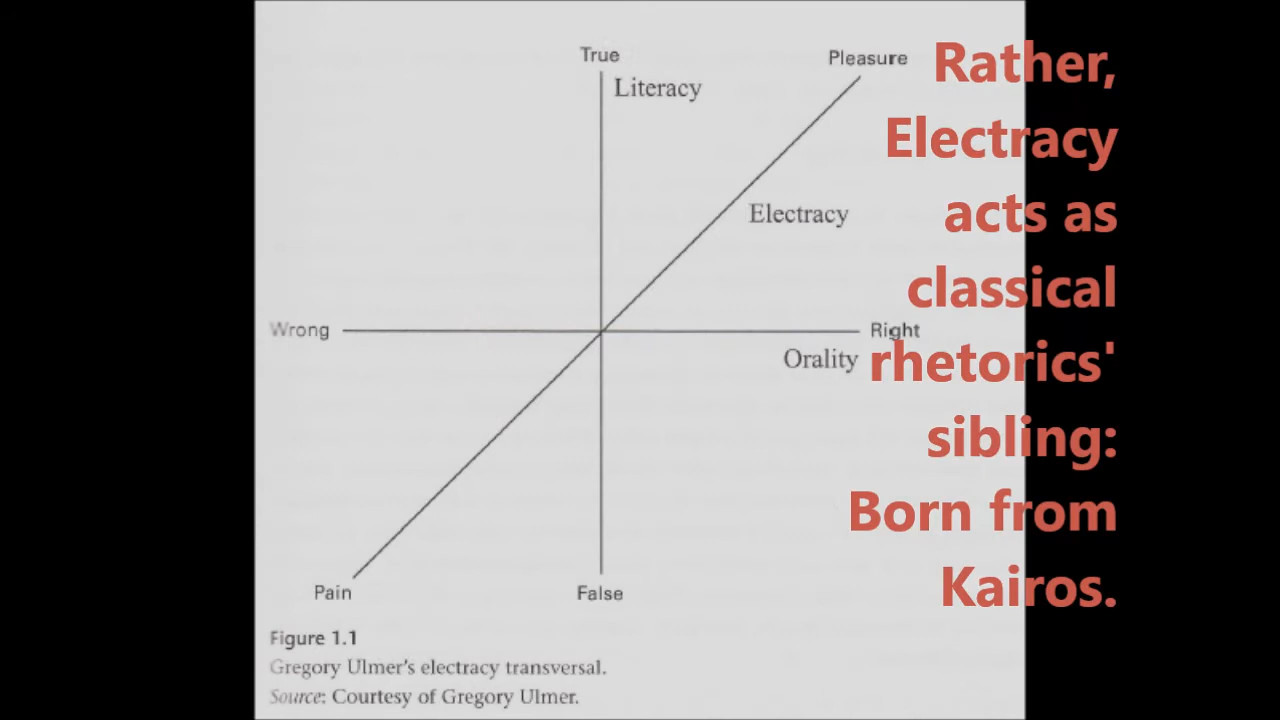 True
Literacy
Pleasure
Electracy
Wrong
Right
Orality
Pain
False
Figure 1.1
Gregory Ulmer's electracy transversal.
Source: Courtesy of Gregory Ulmer.
Rather,
Electracy
acts as
classical
rhetorics'
sibling:
Born from
Kairos.